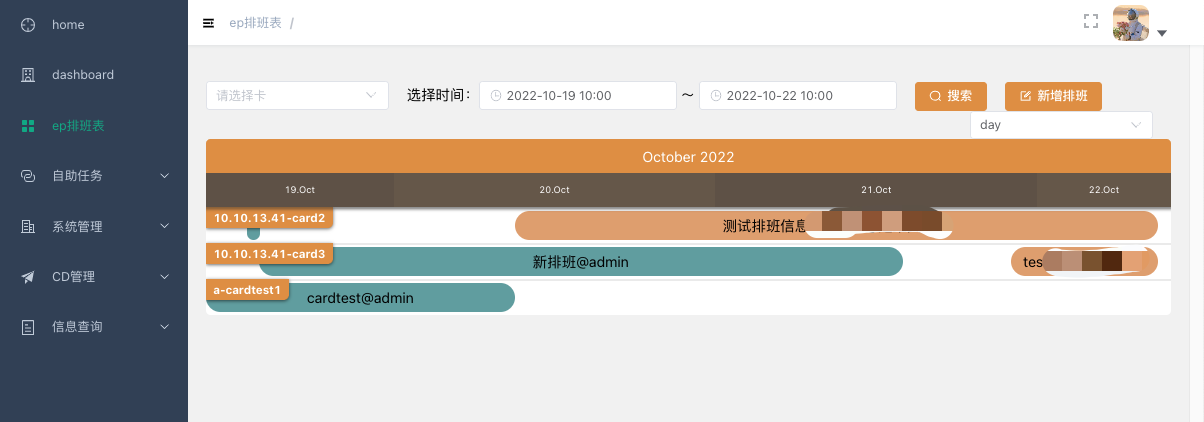 home
dashboard
ep排班表
自助任务
系统管理
CD管理
信息查询
ep排班表 /
请选择卡 选择时间： 2022-10-19 10:00 ～ 2022-10-22 10:00 搜索 新增排班
day
October 2022
19.Oct 20.Oct 21.Oct 22.Oct
10.10.13.41-card2 测试排班信息
10.10.13.41-card3 新排班@admin tes
a-cardtest1 cardtest@admin